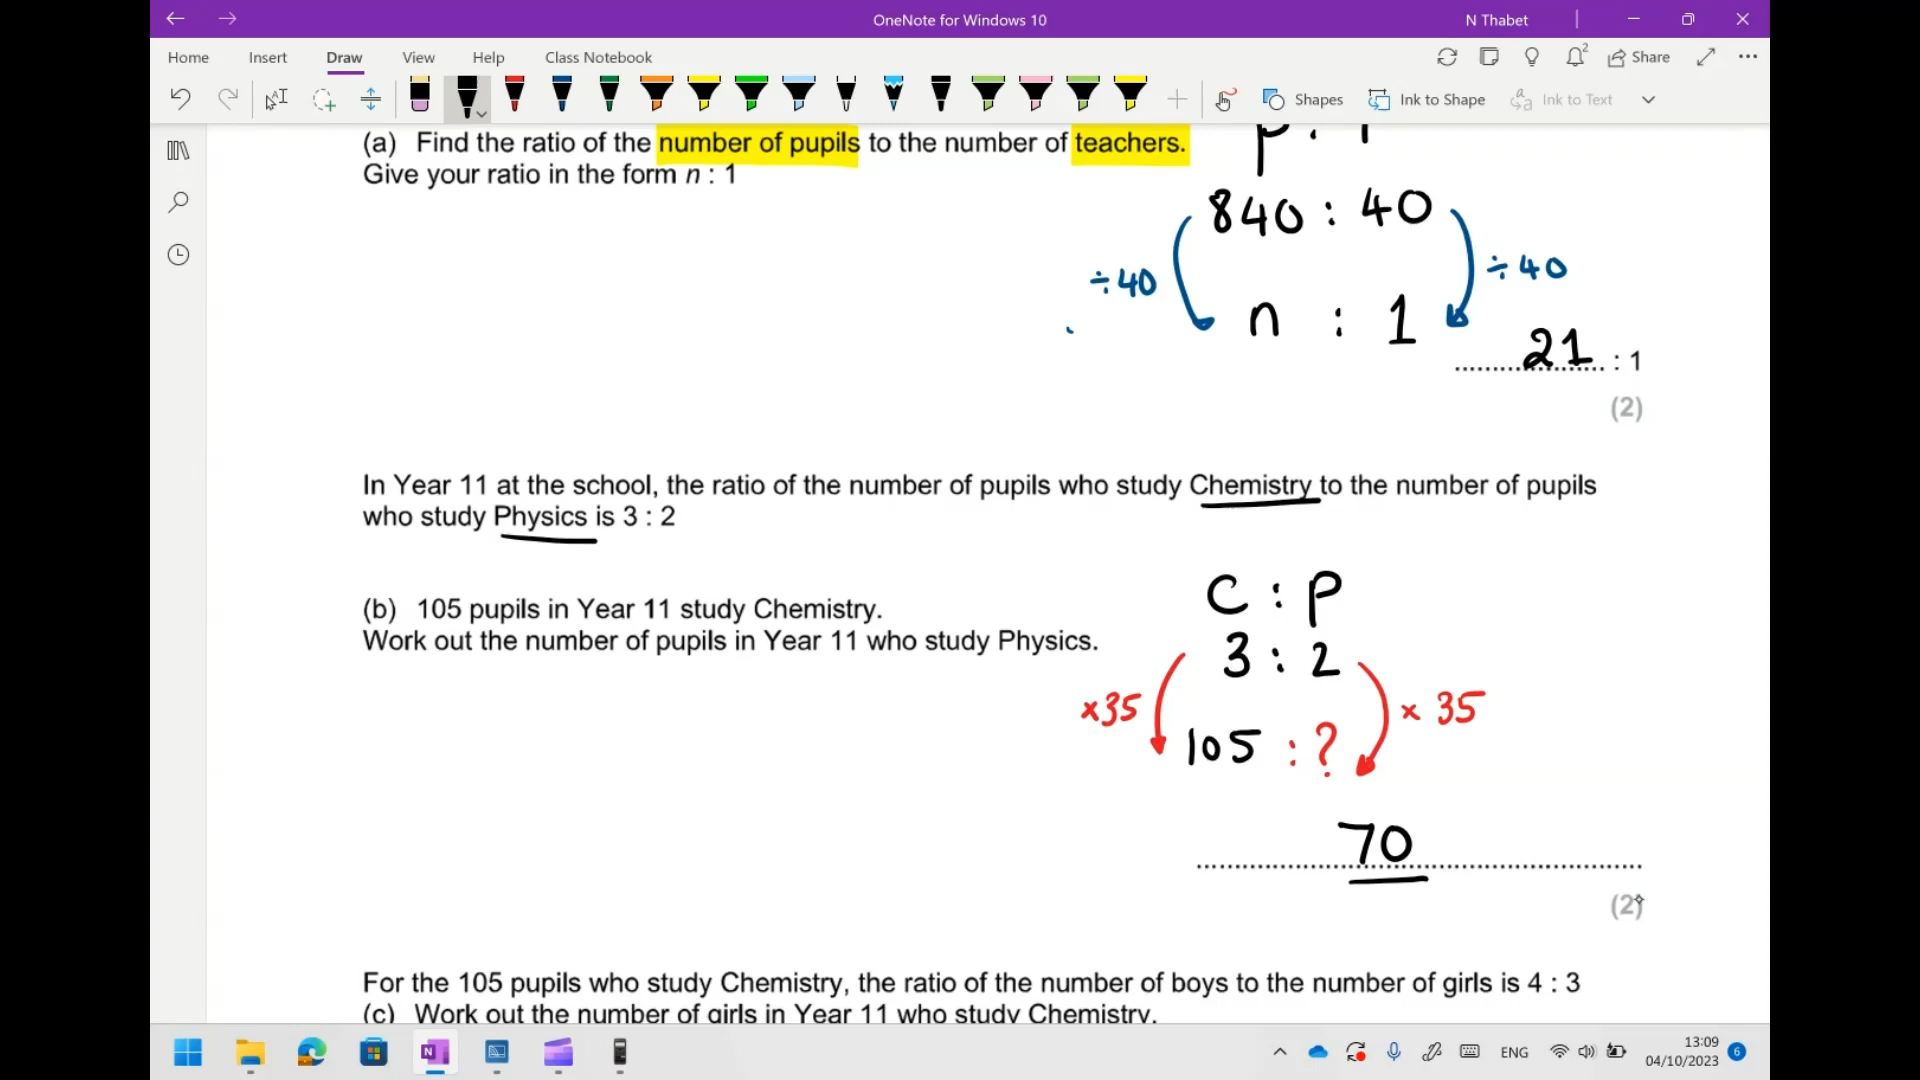 OneNote for Windows 10
N Thabet
Home Insert Draw View Help Class Notebook
2 Share
Shapes Ink to Shape Ink to Text
(a) Find the ratio of the number of pupils to the number of teachers.
Give your ratio in the form n : 1
840 : 40
÷40 ÷40
n : 1
21 : 1
(2)
In Year 11 at the school, the ratio of the number of pupils who study Chemistry to the number of pupils
who study Physics is 3 : 2
C : P
(b) 105 pupils in Year 11 study Chemistry.
Work out the number of pupils in Year 11 who study Physics.
3 : 2
×35 × 35
105 : ?
70
(2)
For the 105 pupils who study Chemistry, the ratio of the number of boys to the number of girls is 4 : 3
(c) Work out the number of girls in Year 11 who study Chemistry.
ENG
13:09
04/10/2023
6